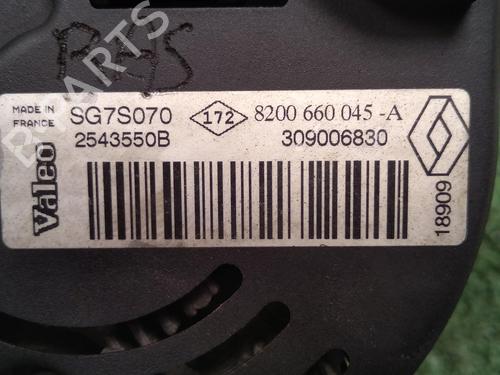 MADE IN
FRANCE
SG7S070
172
8200 660 045 -A
2543550B
309006830
Valeo
18909